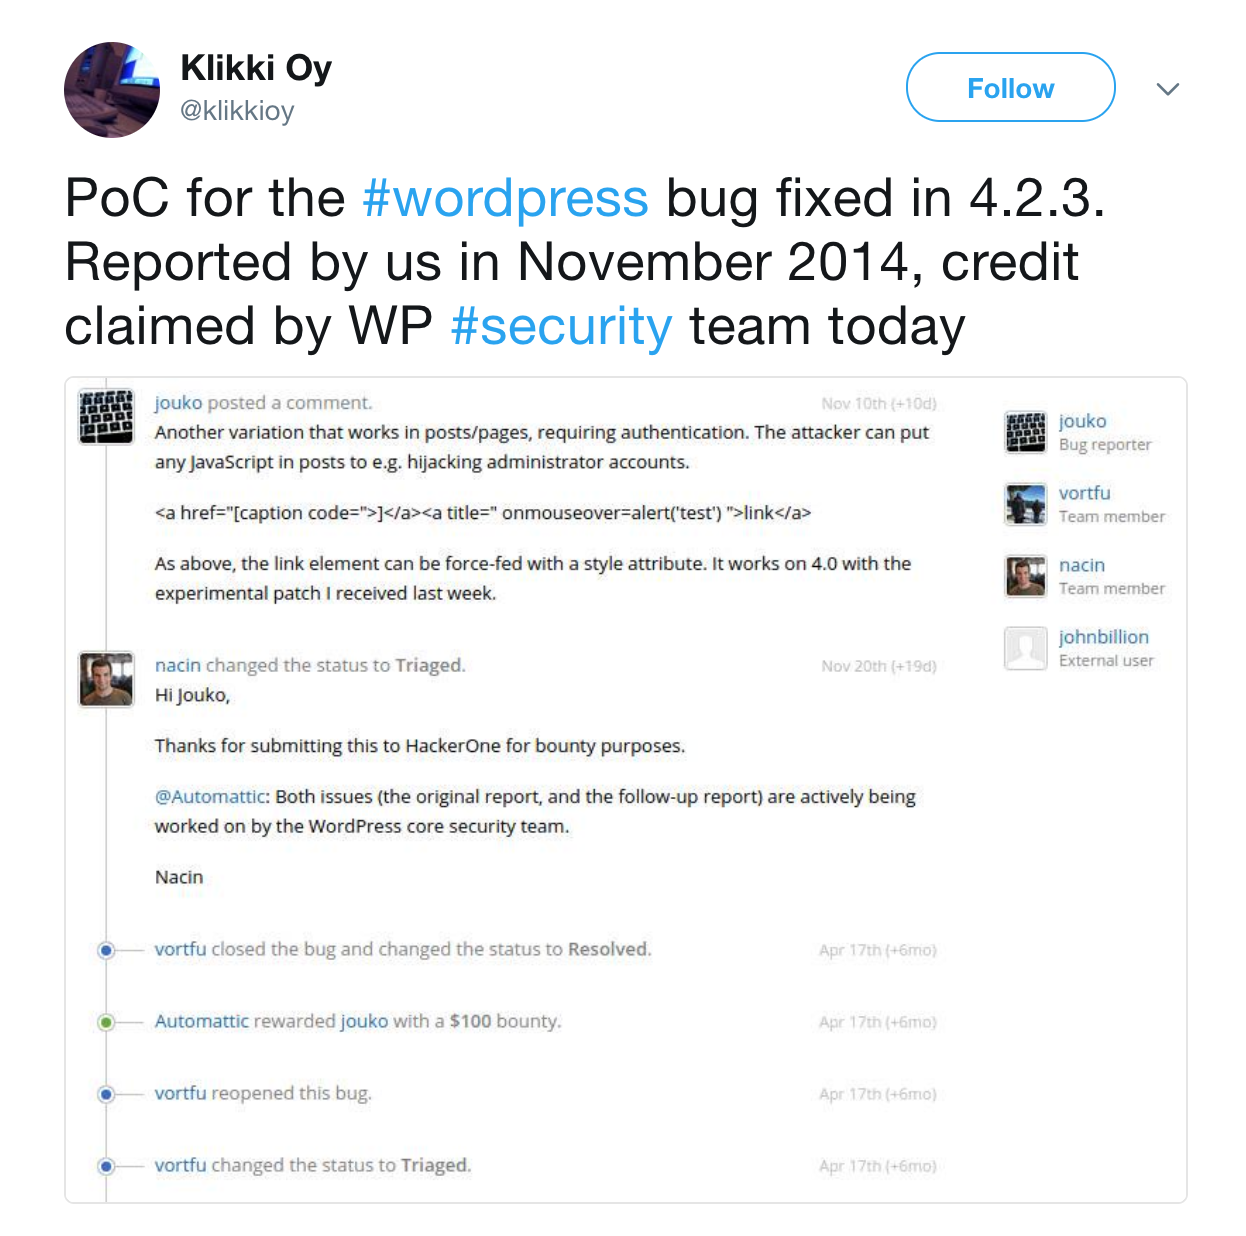 Klikki Oy
@klikkioy
Follow
PoC for the #wordpress bug fixed in 4.2.3.
Reported by us in November 2014, credit
claimed by WP #security team today
jouko posted a comment.
Nov 10th (+10d)
Another variation that works in posts/pages, requiring authentication. The attacker can put
any JavaScript in posts to e.g. hijacking administrator accounts.
<a href="[caption code=">]</a><a title=" onmouseover=alert('test') ">link</a>
As above, the link element can be force-fed with a style attribute. It works on 4.0 with the
experimental patch I received last week.
nacin changed the status to Triaged.
Nov 20th (+19d)
Hi Jouko,
Thanks for submitting this to HackerOne for bounty purposes.
@Automattic: Both issues (the original report, and the follow-up report) are actively being
worked on by the WordPress core security team.
Nacin
vortfu closed the bug and changed the status to Resolved.
Apr 17th (+6mo)
Automattic rewarded jouko with a $100 bounty.
Apr 17th (+6mo)
vortfu reopened this bug.
Apr 17th (+6mo)
vortfu changed the status to Triaged.
Apr 17th (+6mo)
jouko
Bug reporter
vortfu
Team member
nacin
Team member
johnbillion
External user